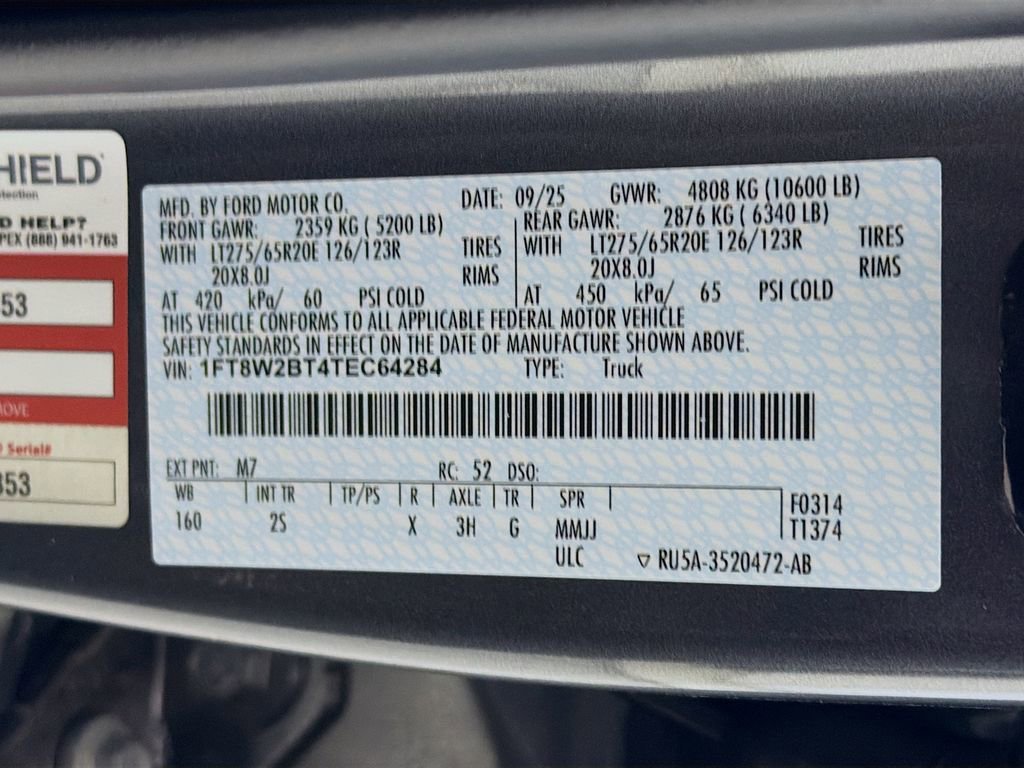 HIELD
tection
D HELP?
PEX (888) 941-1763
53
OVE
Serial#
353
MFD. BY FORD MOTOR CO. DATE: 09/25 GVWR: 4808 KG (10600 LB)
FRONT GAWR: 2359 KG ( 5200 LB) REAR GAWR: 2876 KG ( 6340 LB)
WITH LT275/65R20E 126/123R TIRES WITH LT275/65R20E 126/123R TIRES
20X8.0J RIMS 20X8.0J RIMS
AT 420 kPa/ 60 PSI COLD AT 450 kPa/ 65 PSI COLD
THIS VEHICLE CONFORMS TO ALL APPLICABLE FEDERAL MOTOR VEHICLE
SAFETY STANDARDS IN EFFECT ON THE DATE OF MANUFACTURE SHOWN ABOVE.
VIN: 1FT8W2BT4TEC64284 TYPE: Truck
EXT PNT: M7 RC: 52 DSO:
WB INT TR TP/PS R AXLE TR SPR F0314
160 2S X 3H G MMJJ T1374
ULC ▽ RU5A-3520472-AB